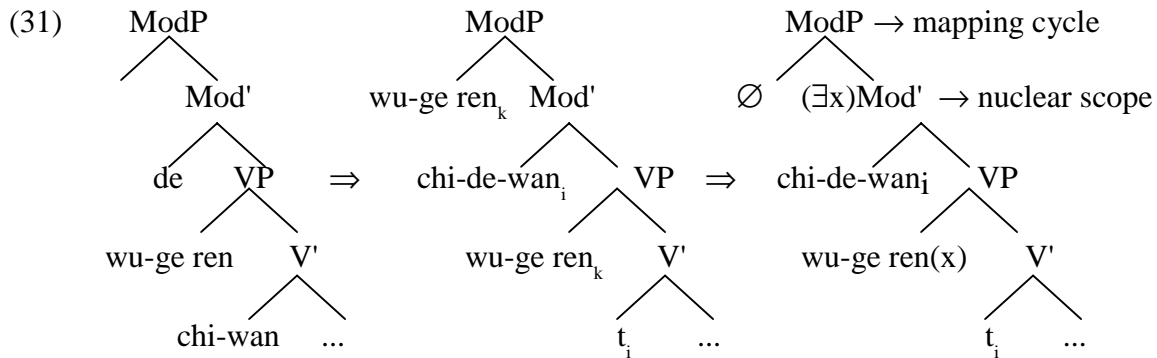 (31) ModP ModP ModP → mapping cycle
Mod' wu-ge ren_k Mod' ∅ (∃x)Mod' → nuclear scope
de VP ⇒ chi-de-wan_i VP ⇒ chi-de-wani VP
wu-ge ren V' wu-ge ren_k V' wu-ge ren(x) V'
chi-wan ... t_i ... t_i ...